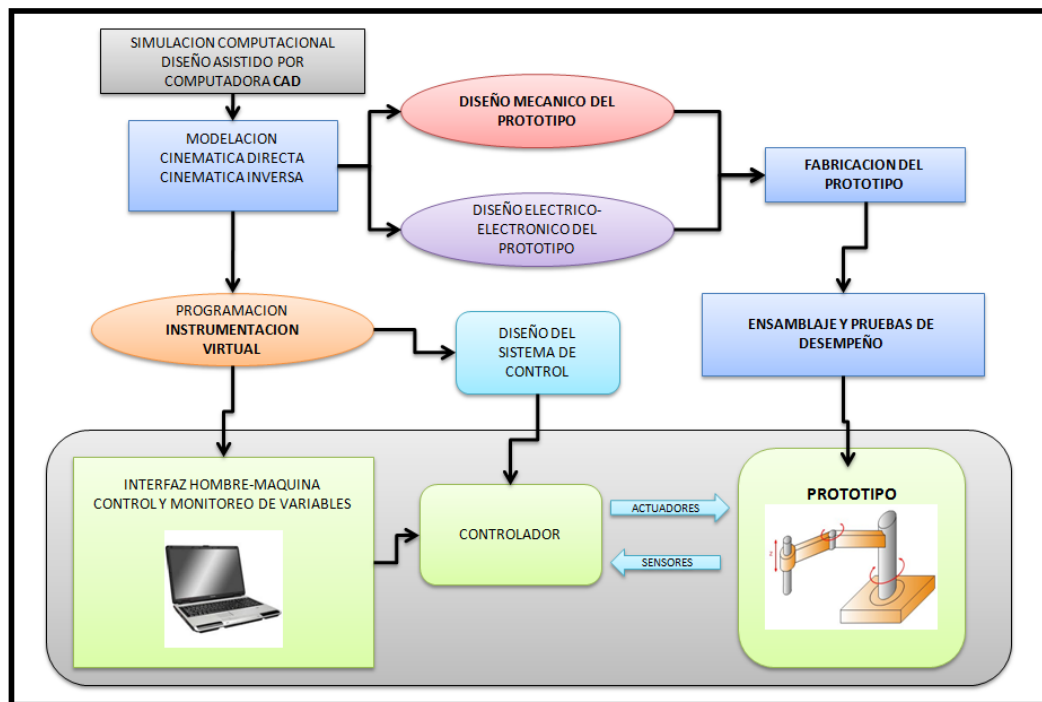 SIMULACION COMPUTACIONAL
DISEÑO ASISTIDO POR
COMPUTADORA CAD
MODELACION
CINEMATICA DIRECTA
CINEMATICA INVERSA
DISEÑO MECANICO DEL
PROTOTIPO
DISEÑO ELECTRICO-
ELECTRONICO DEL
PROTOTIPO
FABRICACION DEL
PROTOTIPO
PROGRAMACION
INSTRUMENTACION
VIRTUAL
DISEÑO DEL
SISTEMA DE
CONTROL
ENSAMBLAJE Y PRUEBAS DE
DESEMPEÑO
INTERFAZ HOMBRE-MAQUINA
CONTROL Y MONITOREO DE VARIABLES
CONTROLADOR
ACTUADORES
SENSORES
PROTOTIPO
z